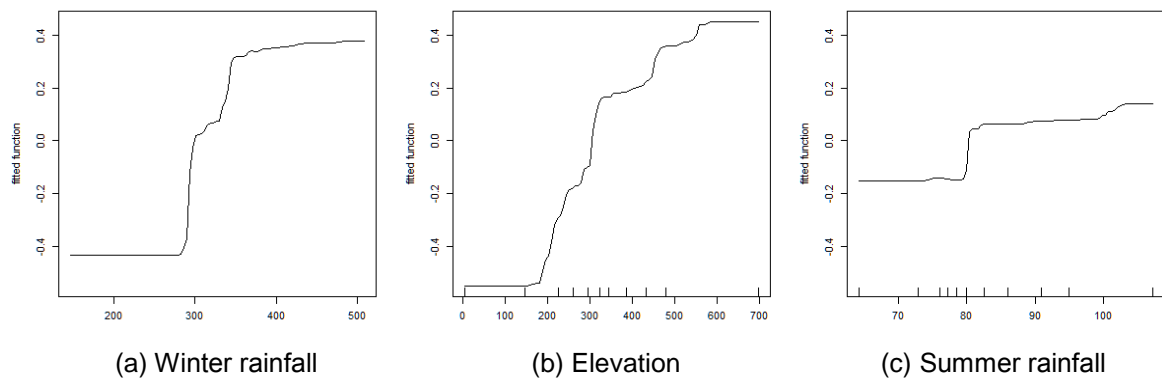 fitted function
-0.4 -0.2 0.0 0.2 0.4
200 300 400 500
(a) Winter rainfall
fitted function
-0.4 -0.2 0.0 0.2 0.4
0 100 200 300 400 500 600 700
(b) Elevation
fitted function
-0.4 -0.2 0.0 0.2 0.4
70 80 90 100
(c) Summer rainfall